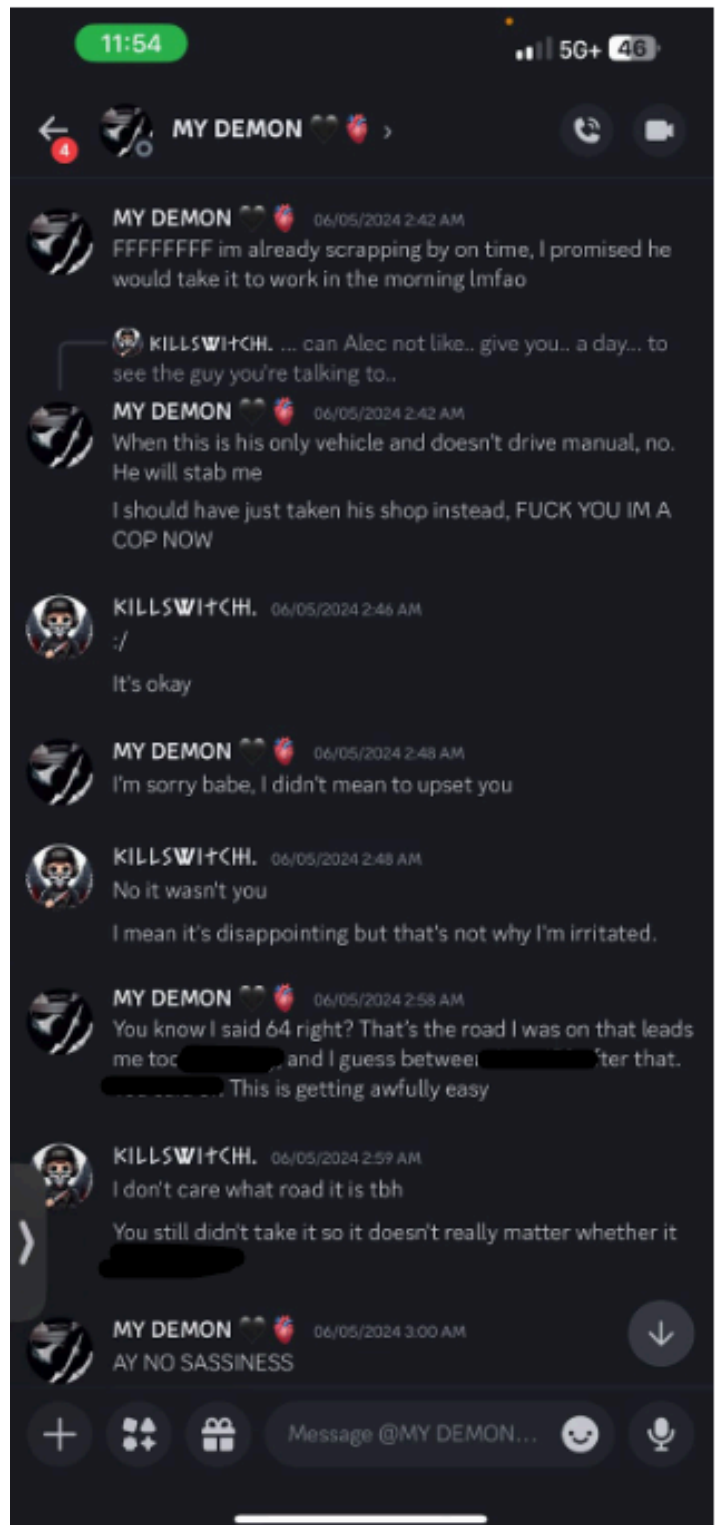 11:54
5G+ 46
4
MY DEMON 🖤🫀 ›
MY DEMON 🖤🫀 06/05/2024 2:42 AM
FFFFFFFF im already scrapping by on time, I promised he
would take it to work in the morning lmfao
KILLSWITCH. ... can Alec not like.. give you.. a day... to
see the guy you're talking to..
MY DEMON 🖤🫀 06/05/2024 2:42 AM
When this is his only vehicle and doesn't drive manual, no.
He will stab me
I should have just taken his shop instead, FUCK YOU IM A
COP NOW
KILLSWITCH. 06/05/2024 2:46 AM
:/
It's okay
MY DEMON 🖤🫀 06/05/2024 2:48 AM
I'm sorry babe, I didn't mean to upset you
KILLSWITCH. 06/05/2024 2:48 AM
No it wasn't you
I mean it's disappointing but that's not why I'm irritated.
MY DEMON 🖤🫀 06/05/2024 2:58 AM
You know I said 64 right? That's the road I was on that leads
me too and I guess between that.
This is getting awfully easy
KILLSWITCH. 06/05/2024 2:59 AM
I don't care what road it is tbh
You still didn't take it so it doesn't really matter whether it
MY DEMON 🖤🫀 06/05/2024 3:00 AM
AY NO SASSINESS
Message @MY DEMON...